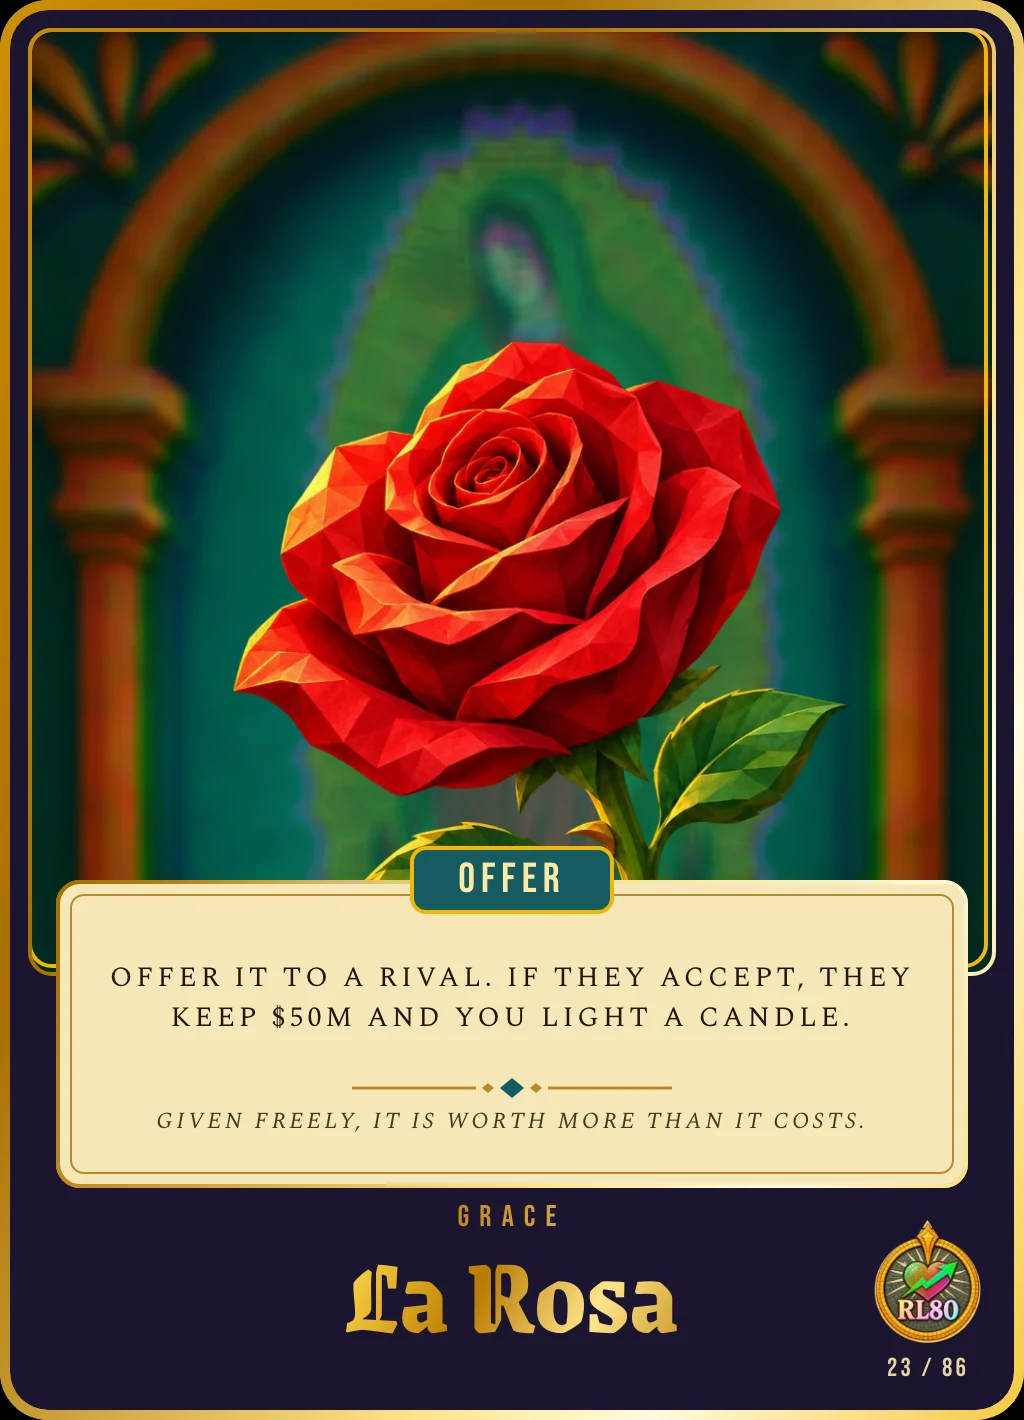 OFFER
OFFER IT TO A RIVAL. IF THEY ACCEPT, THEY
KEEP $50M AND YOU LIGHT A CANDLE.
GIVEN FREELY, IT IS WORTH MORE THAN IT COSTS.
GRACE
La Rosa
RL80
23 / 86